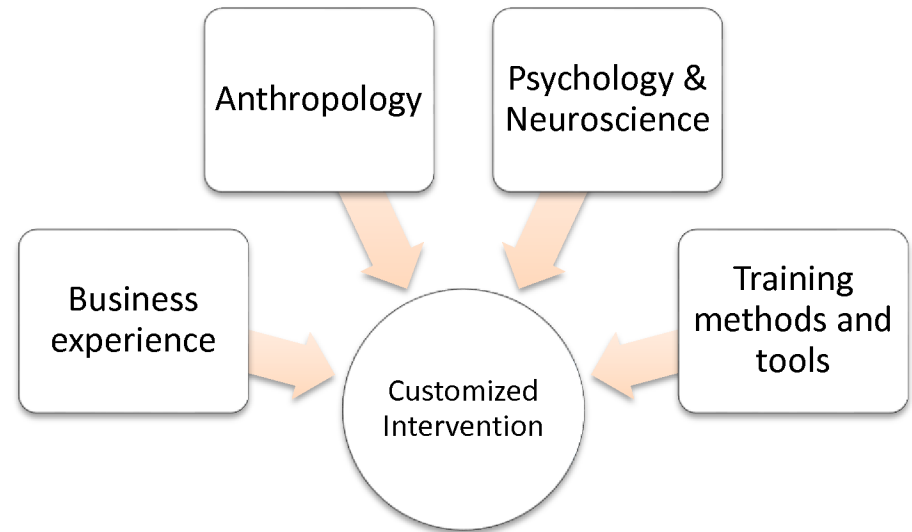 Anthropology
Psychology &
Neuroscience
Business
experience
Training
methods and
tools
Customized
Intervention